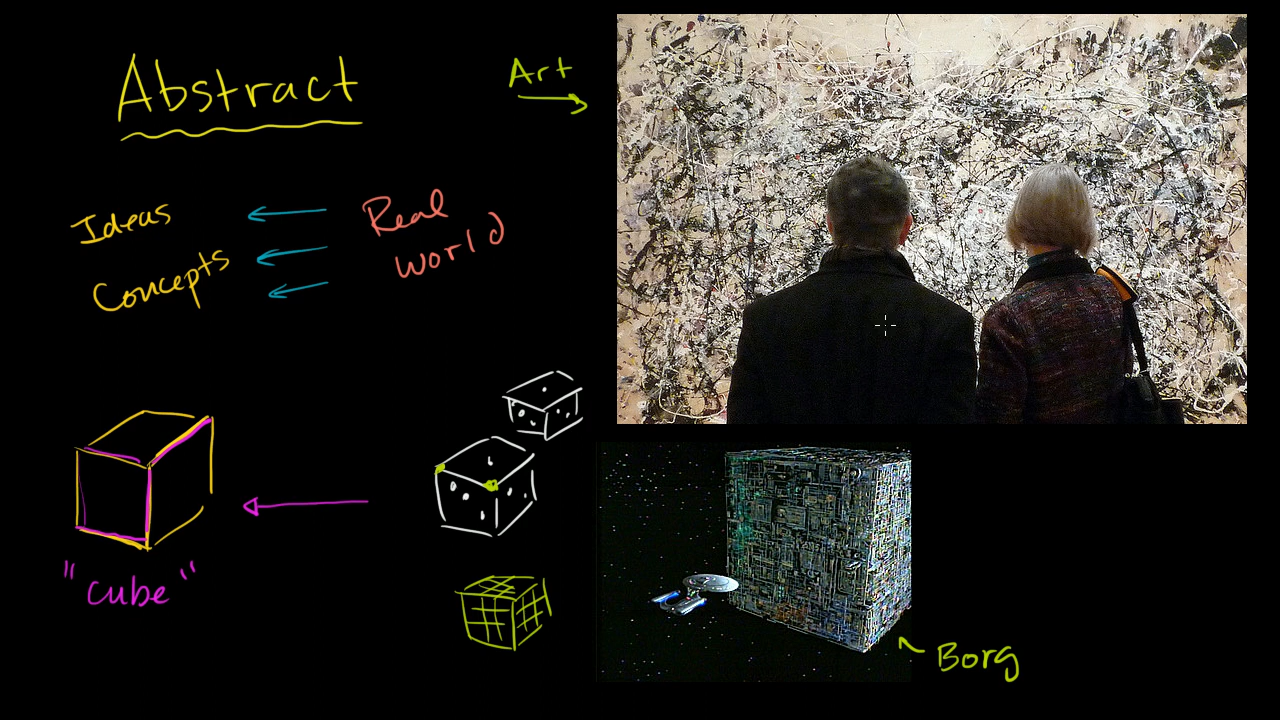 Abstract
Art
Ideas
Real
Concepts
world
"cube"
Borg